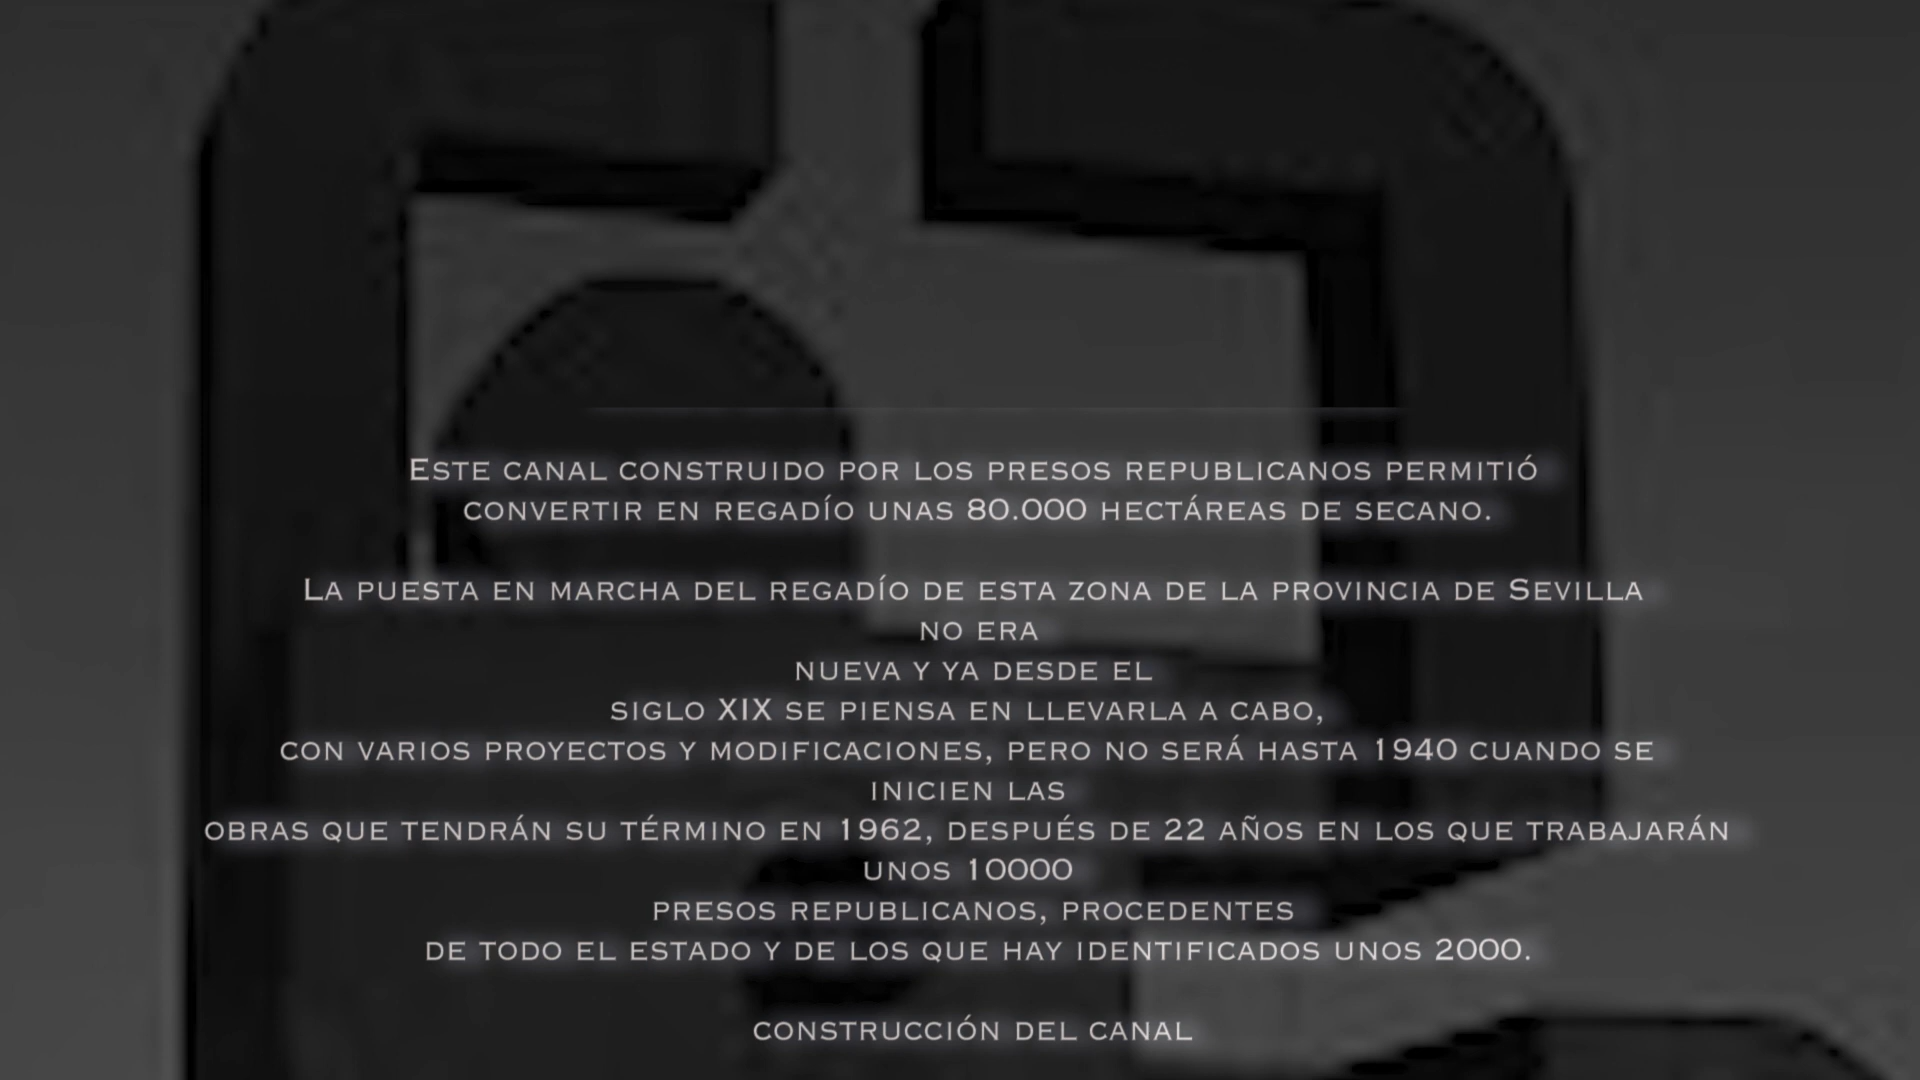 Este canal construido por los presos republicanos permitió
convertir en regadío unas 80.000 hectáreas de secano.
La puesta en marcha del regadío de esta zona de la provincia de Sevilla
no era
nueva y ya desde el
siglo XIX se piensa en llevarla a cabo,
con varios proyectos y modificaciones, pero no será hasta 1940 cuando se
inicien las
obras que tendrán su término en 1962, después de 22 años en los que trabajarán
unos 10000
presos republicanos, procedentes
de todo el estado y de los que hay identificados unos 2000.
construcción del canal